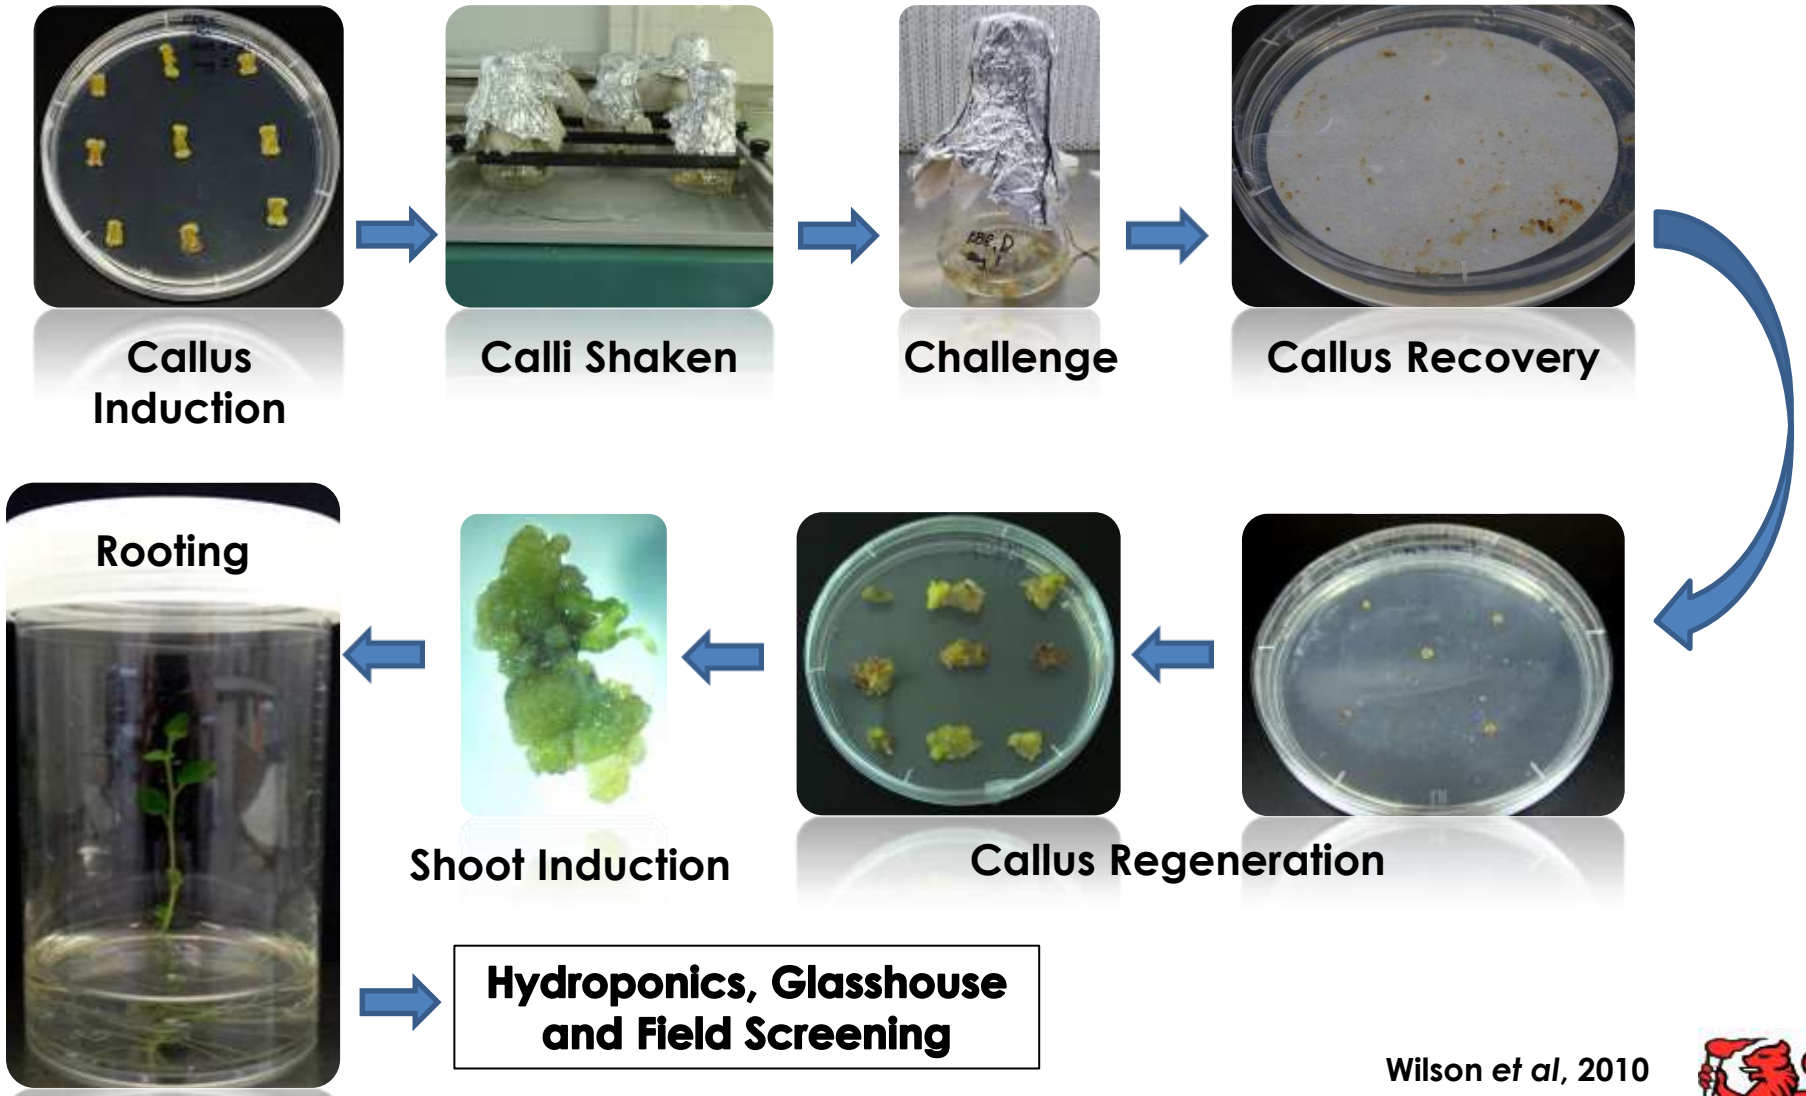 Callus
Induction
Calli Shaken
Challenge
Callus Recovery
Rooting
Shoot Induction
Callus Regeneration
Hydroponics, Glasshouse
and Field Screening
Wilson et al, 2010